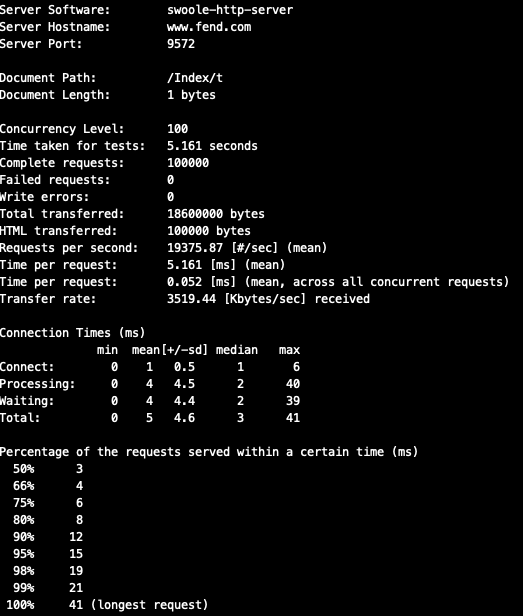 Server Software:        swoole-http-server
Server Hostname:        www.fend.com
Server Port:            9572

Document Path:          /Index/t
Document Length:        1 bytes

Concurrency Level:      100
Time taken for tests:   5.161 seconds
Complete requests:      100000
Failed requests:        0
Write errors:           0
Total transferred:      18600000 bytes
HTML transferred:       100000 bytes
Requests per second:    19375.87 [#/sec] (mean)
Time per request:       5.161 [ms] (mean)
Time per request:       0.052 [ms] (mean, across all concurrent requests)
Transfer rate:          3519.44 [Kbytes/sec] received

Connection Times (ms)
              min  mean[+/-sd] median   max
Connect:        0    1   0.5      1       6
Processing:     0    4   4.5      2      40
Waiting:        0    4   4.4      2      39
Total:          0    5   4.6      3      41

Percentage of the requests served within a certain time (ms)
  50%      3
  66%      4
  75%      6
  80%      8
  90%     12
  95%     15
  98%     19
  99%     21
 100%     41 (longest request)